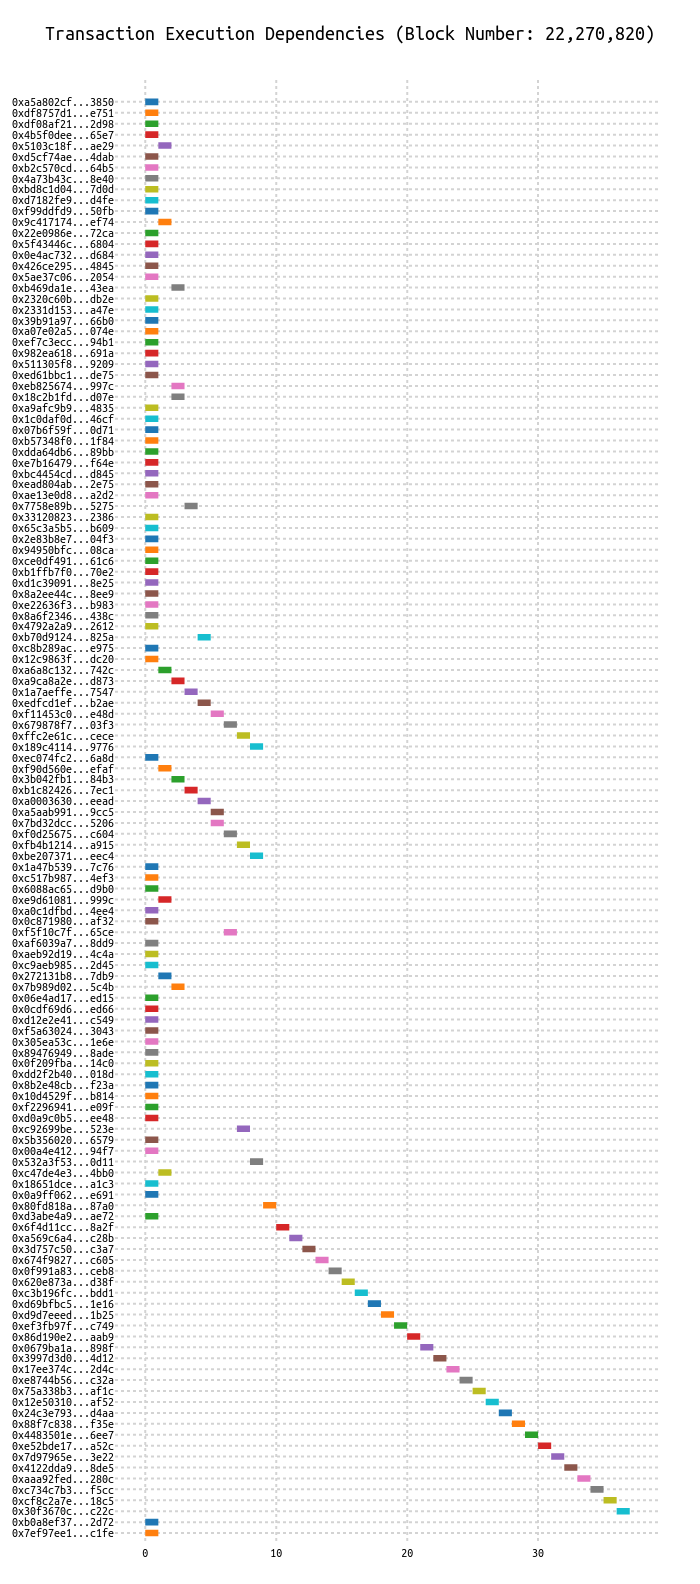 Transaction Execution Dependencies (Block Number: 22,270,820)
0xa5a802cf...3850
0xdf8757d1...e751
0xdf08af21...2d98
0x4b5f0dee...65e7
0x5103c18f...ae29
0xd5cf74ae...4dab
0xb2c570cd...64b5
0x4a73b43c...8e40
0xbd8c1d04...7d0d
0xd7182fe9...d4fe
0xf99ddfd9...50fb
0x9c417174...ef74
0x22e0986e...72ca
0x5f43446c...6804
0x0e4ac732...d684
0x426ce295...4845
0x5ae37c06...2054
0xb469da1e...43ea
0x2320c60b...db2e
0x2331d153...a47e
0x39b91a97...66b0
0xa07e02a5...074e
0xef7c3ecc...94b1
0x982ea618...691a
0x511305f8...9209
0xed61bbc1...de75
0xeb825674...997c
0x18c2b1fd...d07e
0xa9afc9b9...4835
0x1c0daf0d...46cf
0x07b6f59f...0d71
0xb57348f0...1f84
0xdda64db6...89bb
0xe7b16479...f64e
0xbc4454cd...d845
0xead804ab...2e75
0xae13e0d8...a2d2
0x7758e89b...5275
0x33120823...2386
0x65c3a5b5...b609
0x2e83b8e7...04f3
0x94950bfc...08ca
0xce0df491...61c6
0xb1ffb7f0...70e2
0xd1c39091...8e25
0x8a2ee44c...8ee9
0xe22636f3...b983
0x8a6f2346...438c
0x4792a2a9...2612
0xb70d9124...825a
0xc8b289ac...e975
0x12c9863f...dc20
0xa6a8c132...742c
0xa9ca8a2e...d873
0x1a7aeffe...7547
0xedfcd1ef...b2ae
0xf11453c0...e48d
0x679878f7...03f3
0xffc2e61c...cece
0x189c4114...9776
0xec074fc2...6a8d
0xf90d560e...efaf
0x3b042fb1...84b3
0xb1c82426...7ec1
0xa0003630...eead
0xa5aab991...9cc5
0x7bd32dcc...5206
0xf0d25675...c604
0xfb4b1214...a915
0xbe207371...eec4
0x1a47b539...7c76
0xc517b987...4ef3
0x6088ac65...d9b0
0xe9d61081...999c
0xa0c1dfbd...4ee4
0x0c871980...af32
0xf5f10c7f...65ce
0xaf6039a7...8dd9
0xaeb92d19...4c4a
0xc9aeb985...2d45
0x272131b8...7db9
0x7b989d02...5c4b
0x06e4ad17...ed15
0x0cdf69d6...ed66
0xd12e2e41...c549
0xf5a63024...3043
0x305ea53c...1e6e
0x89476949...8ade
0x0f209fba...14c0
0xdd2f2b40...018d
0x8b2e48cb...f23a
0x10d4529f...b814
0xf2296941...e09f
0xd0a9c0b5...ee48
0xc92699be...523e
0x5b356020...6579
0x00a4e412...94f7
0x532a3f53...0d11
0xc47de4e3...4bb0
0x18651dce...a1c3
0x0a9ff062...e691
0x80fd818a...87a0
0xd3abe4a9...ae72
0x6f4d11cc...8a2f
0xa569c6a4...c28b
0x3d757c50...c3a7
0x674f9827...c605
0x0f991a83...ceb8
0x620e873a...d38f
0xc3b196fc...bdd1
0xd69bfbc5...1e16
0xd9d7eeed...1b25
0xef3fb97f...c749
0x86d190e2...aab9
0x0679ba1a...898f
0x3997d3d0...4d12
0x17ee374c...2d4c
0xe8744b56...c32a
0x75a338b3...af1c
0x12e50310...af52
0x24c3e793...d4aa
0x88f7c838...f35e
0x4483501e...6ee7
0xe52bde17...a52c
0x7d97965e...3e22
0x4122dda9...8de5
0xaaa92fed...280c
0xc734c7b3...f5cc
0xcf8c2a7e...18c5
0x30f3670c...c22c
0xb0a8ef37...2d72
0x7ef97ee1...c1fe
0 10 20 30